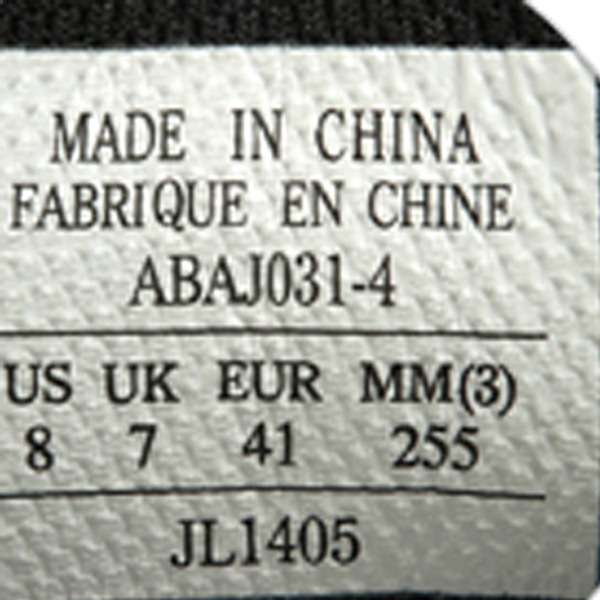 MADE IN CHINA
FABRIQUE EN CHINE
ABAJ031-4
US UK EUR MM(3)
8 7 41 255
JL1405